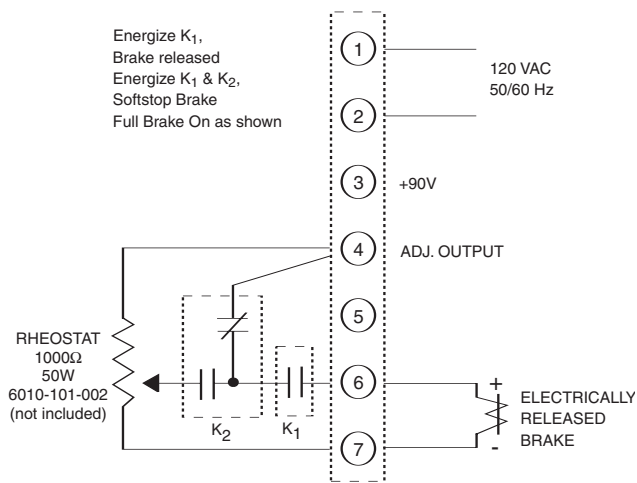 Energize K₁,
Brake released
Energize K₁ & K₂,
Softstop Brake
Full Brake On as shown
1
120 VAC
50/60 Hz
2
3
+90V
4
ADJ. OUTPUT
5
RHEOSTAT
1000Ω
50W
6010-101-002
(not included)
K₂
K₁
6
+
ELECTRICALLY
RELEASED
BRAKE
7
-